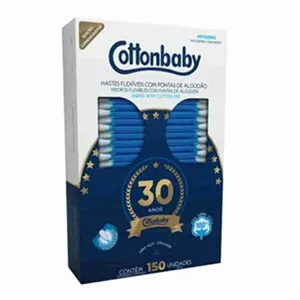 Cottonbaby
HASTES FLEXÍVEIS COM PONTAS DE ALGODÃO
HISOPOS FLEXIBLES CON PUNTAS DE ALGODÓN
SWABS WITH COTTON TIPS
30
ANOS
Cottonbaby
CONTÉM 150 UNIDADES